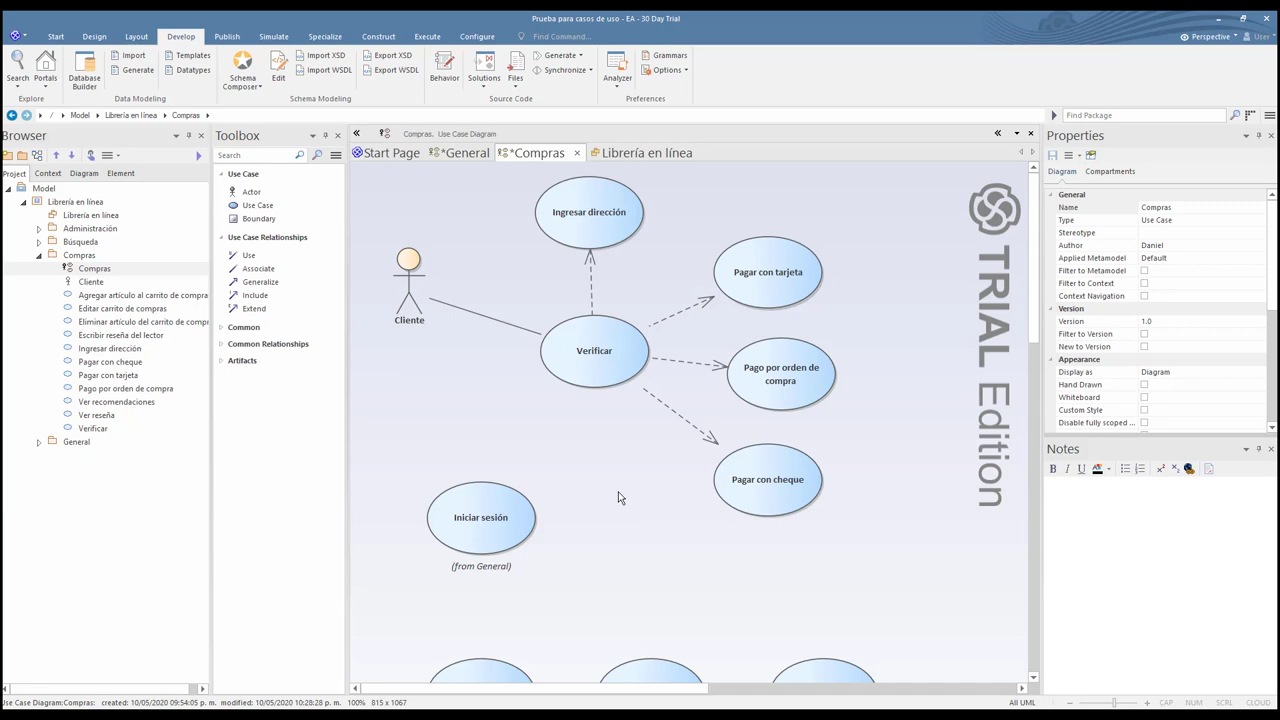 Prueba para casos de uso - EA - 30 Day Trial
Start
Design
Layout
Develop
Publish
Simulate
Specialize
Construct
Execute
Configure
Find Command...
Perspective
User
Search
Portals
Explore
Database
Builder
Import
Generate
Templates
Datatypes
Data Modeling
Schema
Composer
Edit
Import XSD
Import WSDL
Export XSD
Export WSDL
Schema Modeling
Behavior
Solutions
Files
Generate
Synchronize
Source Code
Analyzer
Grammars
Options
Preferences
/ Model Librería en línea Compras
Find Package
Browser
Project
Context
Diagram
Element
Model
Librería en línea
Librería en línea
Administración
Búsqueda
Compras
Compras
Cliente
Agregar artículo al carrito de compra
Editar carrito de compras
Eliminar artículo del carrito de comp
Escribir reseña del lector
Ingresar dirección
Pagar con cheque
Pagar con tarjeta
Pago por orden de compra
Ver recomendaciones
Ver reseña
Verificar
General
Toolbox
Search
Use Case
Actor
Use Case
Boundary
Use Case Relationships
Use
Associate
Generalize
Include
Extend
Common
Common Relationships
Artifacts
Compras. Use Case Diagram
Start Page
*General
*Compras
Librería en línea
Ingresar dirección
Cliente
Verificar
Pagar con tarjeta
Pago por orden de
compra
Pagar con cheque
Iniciar sesión
(from General)
TRIAL Edition
Properties
Diagram
Compartments
General
Name Compras
Type Use Case
Stereotype
Author Daniel
Applied Metamodel Default
Filter to Metamodel
Filter to Context
Context Navigation
Version
Version 1.0
Filter to Version
New to Version
Appearance
Display as Diagram
Hand Drawn
Whiteboard
Custom Style
Disable fully scoped ...
Notes
B I U A
Use Case Diagram:Compras: created: 10/05/2020 09:54:05 p. m. modified: 10/05/2020 10:28:28 p. m. 100% 815 x 1067
All UML
CAP
NUM
SCRL
CLOUD